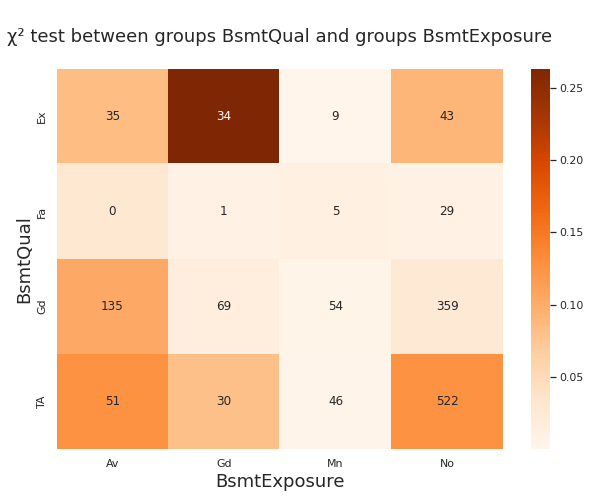 χ² test between groups BsmtQual and groups BsmtExposure
BsmtQual
Ex
35 34 9 43
Fa
0 1 5 29
Gd
135 69 54 359
TA
51 30 46 522
Av Gd Mn No
BsmtExposure
0.25
0.20
0.15
0.10
0.05